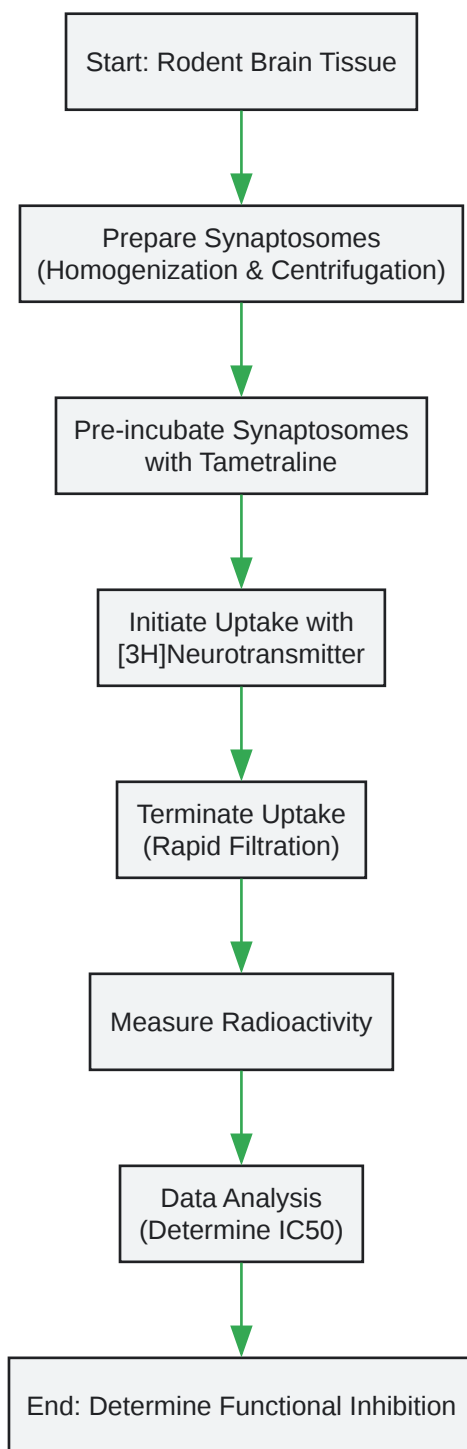 Start: Rodent Brain Tissue
Prepare Synaptosomes
(Homogenization & Centrifugation)
Pre-incubate Synaptosomes
with Tametraline
Initiate Uptake with
[3H]Neurotransmitter
Terminate Uptake
(Rapid Filtration)
Measure Radioactivity
Data Analysis
(Determine IC50)
End: Determine Functional Inhibition